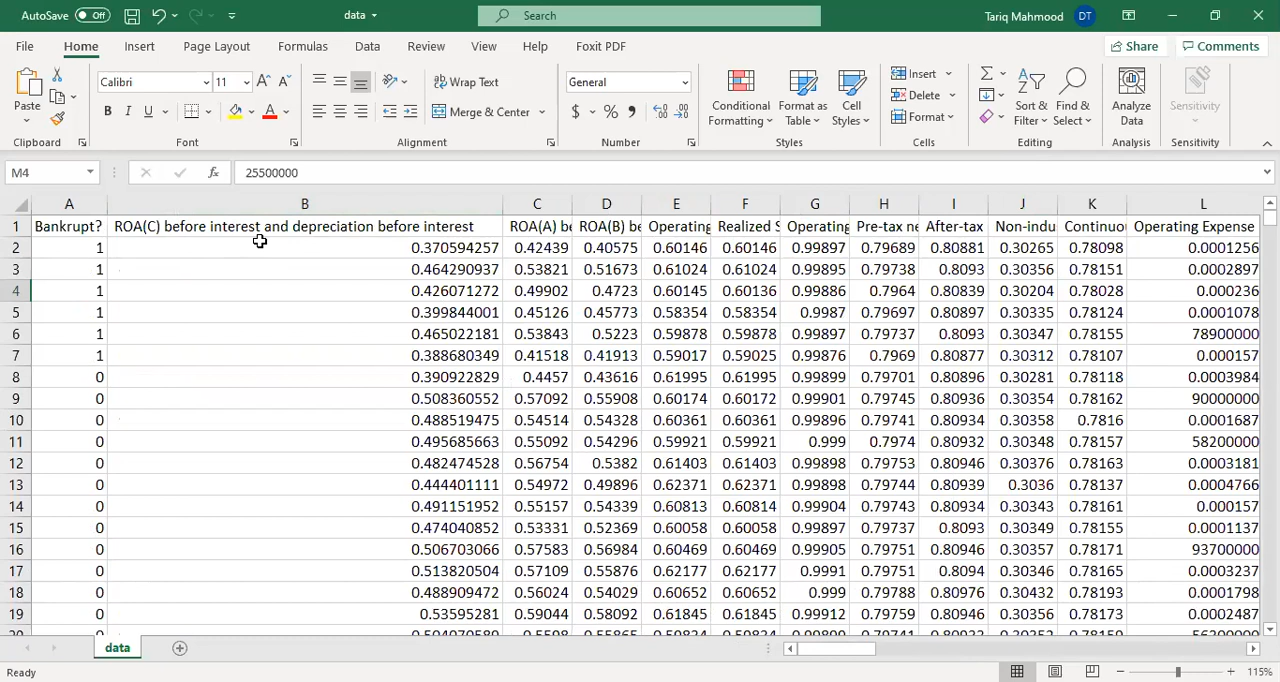 AutoSave Off data Search Tariq Mahmood DT
File Home Insert Page Layout Formulas Data Review View Help Foxit PDF Share Comments
Paste Calibri 11 Wrap Text General Conditional Formatting Format as Table Cell Styles Insert Sort & Filter Find & Select Analyze Data Sensitivity
B I U Merge & Center $ % Delete
Format
Clipboard Font Alignment Number Styles Cells Editing Analysis Sensitivity
M4 fx 25500000
A B C D E F G H I J K L
1 Bankrupt? ROA(C) before interest and depreciation before interest ROA(A) be ROA(B) be Operating Realized S Operating Pre-tax ne After-tax Non-indu Continuou Operating Expense
2 1 0.370594257 0.42439 0.40575 0.60146 0.60146 0.99897 0.79689 0.80881 0.30265 0.78098 0.0001256
3 1 0.464290937 0.53821 0.51673 0.61024 0.61024 0.99895 0.79738 0.8093 0.30356 0.78151 0.0002897
4 1 0.426071272 0.49902 0.4723 0.60145 0.60136 0.99886 0.7964 0.80839 0.30204 0.78028 0.000236
5 1 0.399844001 0.45126 0.45773 0.58354 0.58354 0.9987 0.79697 0.80897 0.30335 0.78124 0.0001078
6 1 0.465022181 0.53843 0.5223 0.59878 0.59878 0.99897 0.79737 0.8093 0.30347 0.78155 78900000
7 1 0.388680349 0.41518 0.41913 0.59017 0.59025 0.99876 0.7969 0.80877 0.30312 0.78107 0.000157
8 0 0.390922829 0.4457 0.43616 0.61995 0.61995 0.99899 0.79701 0.80896 0.30281 0.78118 0.0003984
9 0 0.508360552 0.57092 0.55908 0.60174 0.60172 0.99901 0.79745 0.80936 0.30354 0.78162 90000000
10 0 0.488519475 0.54514 0.54328 0.60361 0.60361 0.99896 0.79741 0.80934 0.30350 0.7816 0.0001687
11 0 0.495685663 0.55092 0.54296 0.59921 0.59921 0.999 0.7974 0.80932 0.30348 0.78157 58200000
12 0 0.482474528 0.56754 0.5382 0.61403 0.61403 0.99898 0.79753 0.80946 0.30376 0.78163 0.0003181
13 0 0.444401111 0.54972 0.49896 0.62371 0.62371 0.99898 0.79744 0.80939 0.3036 0.78137 0.0004766
14 0 0.491151952 0.55157 0.54339 0.60813 0.60814 0.99904 0.79743 0.80934 0.30343 0.78161 0.000157
15 0 0.474040852 0.53331 0.52369 0.60058 0.60058 0.99897 0.79737 0.8093 0.30349 0.78155 0.0001137
16 0 0.506703066 0.57583 0.56984 0.60469 0.60469 0.99905 0.79751 0.80946 0.30357 0.78171 93700000
17 0 0.513820504 0.57109 0.55876 0.62177 0.62177 0.9991 0.79751 0.8094 0.30346 0.78165 0.0003237
18 0 0.488909472 0.56024 0.54029 0.60652 0.60652 0.999 0.79788 0.80976 0.30432 0.78193 0.0001798
19 0 0.53595281 0.59044 0.58092 0.61845 0.61845 0.99912 0.79759 0.80946 0.30356 0.78173 0.0002487
data
Ready 115%